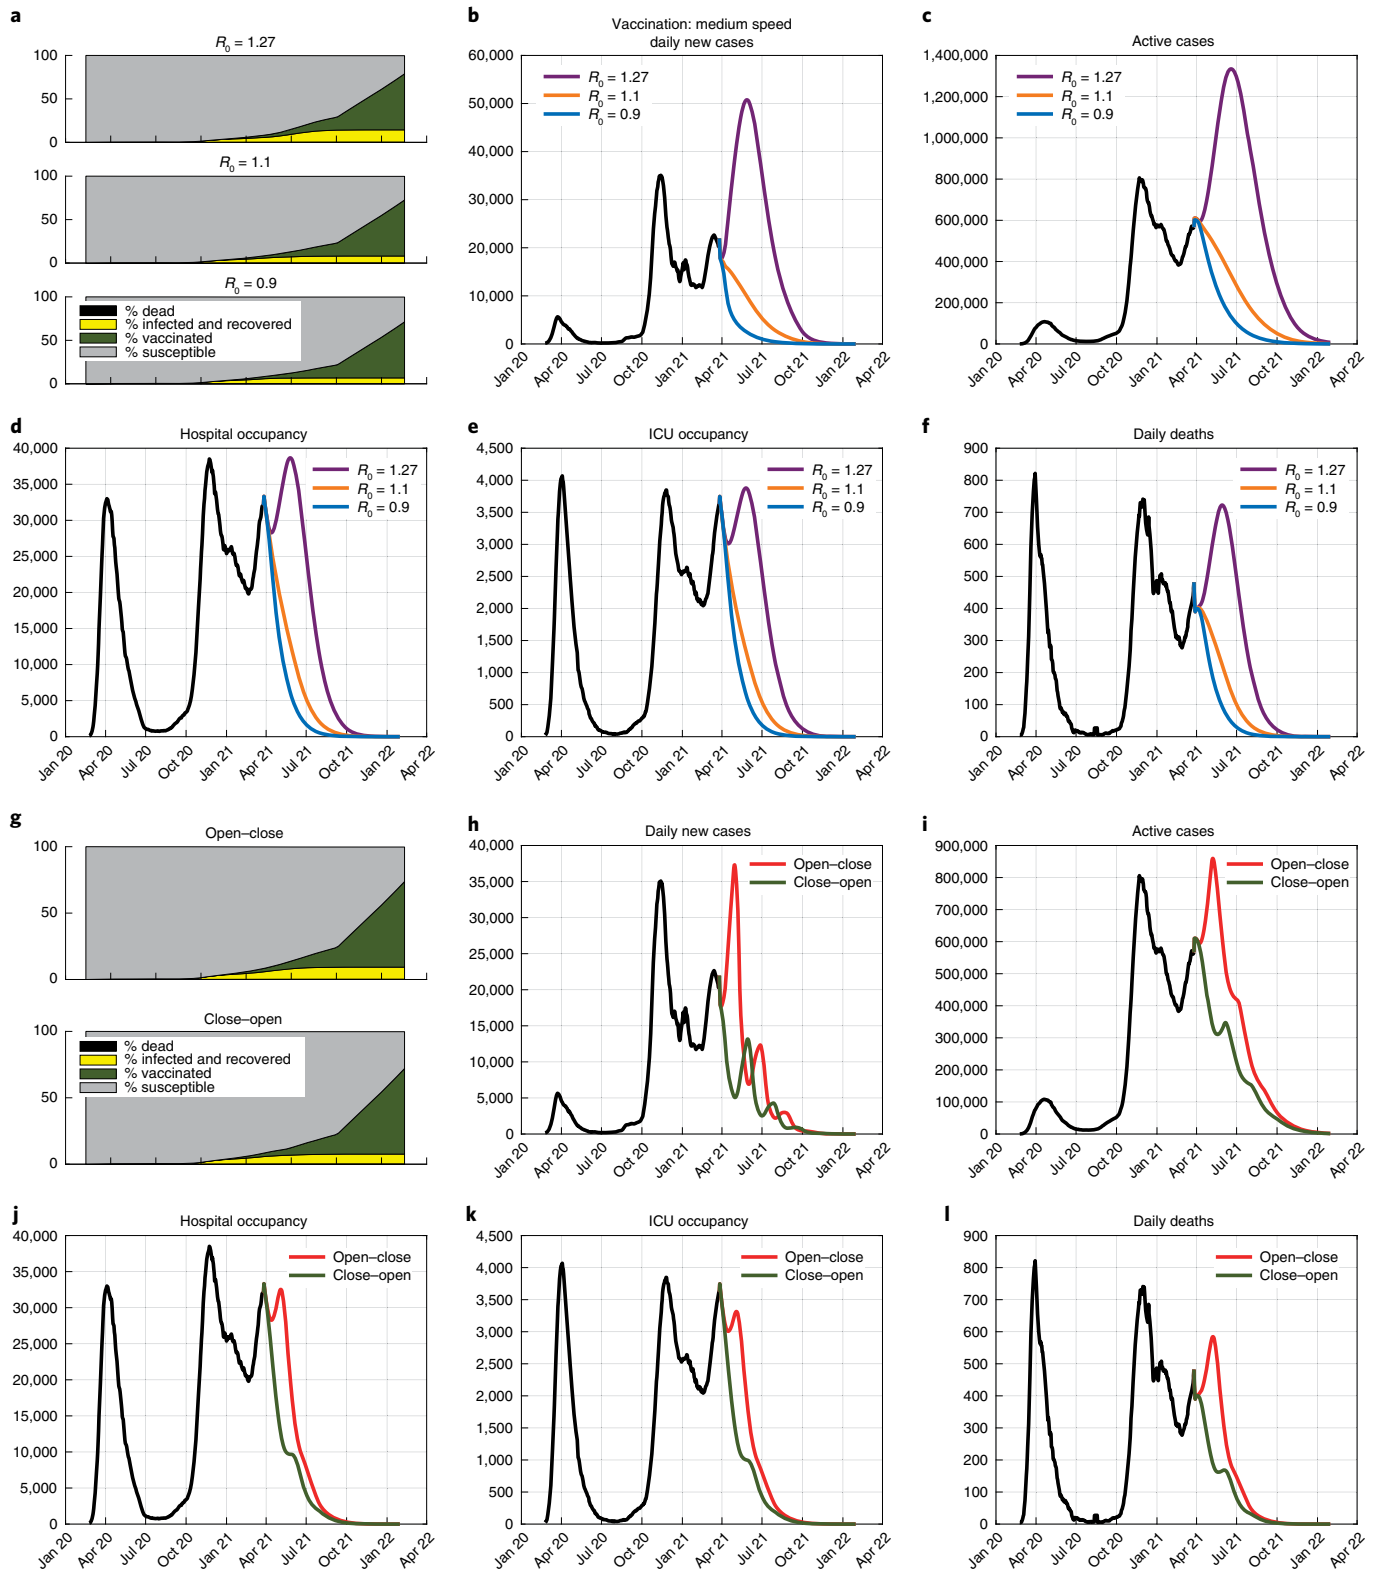 a
R0 = 1.27
100
50
0
R0 = 1.1
100
50
0
R0 = 0.9
100
50
0
% dead
% infected and recovered
% vaccinated
% susceptible
b
Vaccination: medium speed
daily new cases
60,000
50,000
40,000
30,000
20,000
10,000
0
R0 = 1.27
R0 = 1.1
R0 = 0.9
Jan 20 Apr 20 Jul 20 Oct 20 Jan 21 Apr 21 Jul 21 Oct 21 Jan 22 Apr 22
c
Active cases
1,400,000
1,200,000
1,000,000
800,000
600,000
400,000
200,000
0
R0 = 1.27
R0 = 1.1
R0 = 0.9
Jan 20 Apr 20 Jul 20 Oct 20 Jan 21 Apr 21 Jul 21 Oct 21 Jan 22 Apr 22
d
Hospital occupancy
40,000
35,000
30,000
25,000
20,000
15,000
10,000
5,000
0
R0 = 1.27
R0 = 1.1
R0 = 0.9
Jan 20 Apr 20 Jul 20 Oct 20 Jan 21 Apr 21 Jul 21 Oct 21 Jan 22 Apr 22
e
ICU occupancy
4,500
4,000
3,500
3,000
2,500
2,000
1,500
1,000
500
0
R0 = 1.27
R0 = 1.1
R0 = 0.9
Jan 20 Apr 20 Jul 20 Oct 20 Jan 21 Apr 21 Jul 21 Oct 21 Jan 22 Apr 22
f
Daily deaths
900
800
700
600
500
400
300
200
100
0
R0 = 1.27
R0 = 1.1
R0 = 0.9
Jan 20 Apr 20 Jul 20 Oct 20 Jan 21 Apr 21 Jul 21 Oct 21 Jan 22 Apr 22
g
Open–close
100
50
0
Close–open
100
50
0
% dead
% infected and recovered
% vaccinated
% susceptible
h
Daily new cases
40,000
35,000
30,000
25,000
20,000
15,000
10,000
5,000
0
Open–close
Close–open
Jan 20 Apr 20 Jul 20 Oct 20 Jan 21 Apr 21 Jul 21 Oct 21 Jan 22 Apr 22
i
Active cases
900,000
800,000
700,000
600,000
500,000
400,000
300,000
200,000
100,000
0
Open–close
Close–open
Jan 20 Apr 20 Jul 20 Oct 20 Jan 21 Apr 21 Jul 21 Oct 21 Jan 22 Apr 22
j
Hospital occupancy
40,000
35,000
30,000
25,000
20,000
15,000
10,000
5,000
0
Open–close
Close–open
Jan 20 Apr 20 Jul 20 Oct 20 Jan 21 Apr 21 Jul 21 Oct 21 Jan 22 Apr 22
k
ICU occupancy
4,500
4,000
3,500
3,000
2,500
2,000
1,500
1,000
500
0
Open–close
Close–open
Jan 20 Apr 20 Jul 20 Oct 20 Jan 21 Apr 21 Jul 21 Oct 21 Jan 22 Apr 22
l
Daily deaths
900
800
700
600
500
400
300
200
100
0
Open–close
Close–open
Jan 20 Apr 20 Jul 20 Oct 20 Jan 21 Apr 21 Jul 21 Oct 21 Jan 22 Apr 22